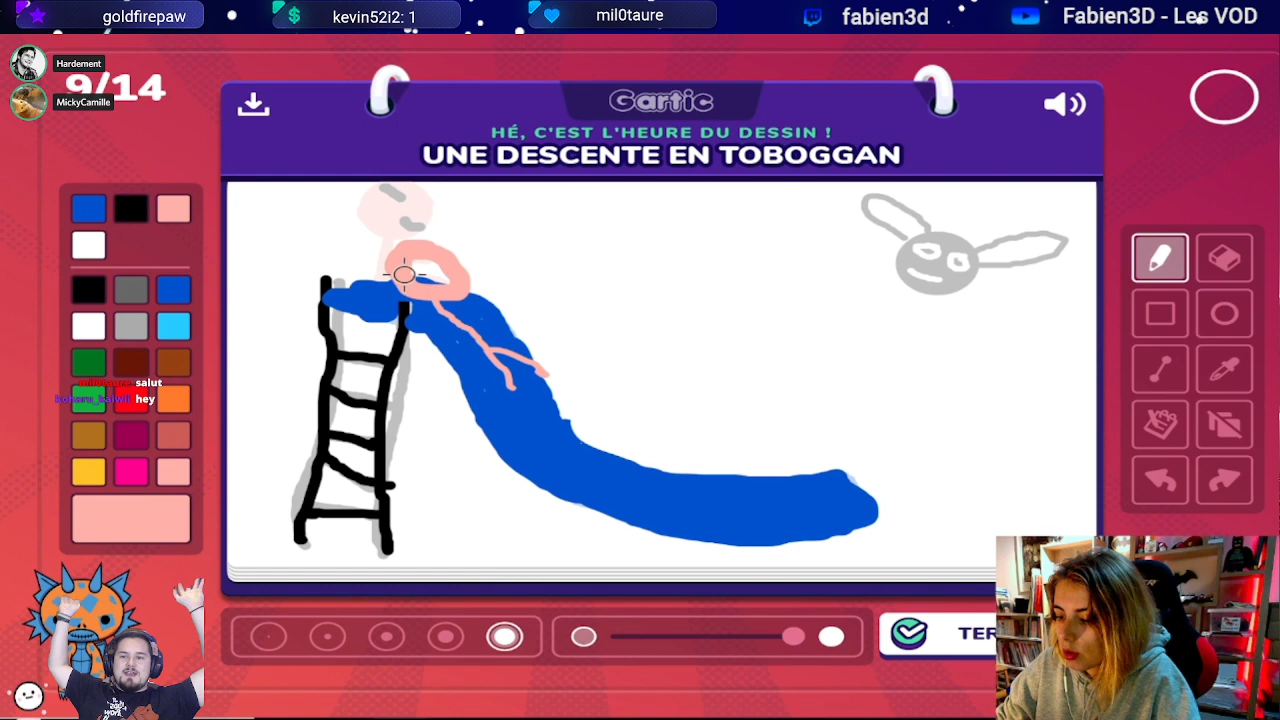 goldfirepaw
kevin52i2: 1
mil0taure
fabien3d
Fabien3D - Les VOD
Hardement
9/14
MickyCamille
Gartic
HÉ, C'EST L'HEURE DU DESSIN !
UNE DESCENTE EN TOBOGGAN
mil0taure: salut
hey
TER